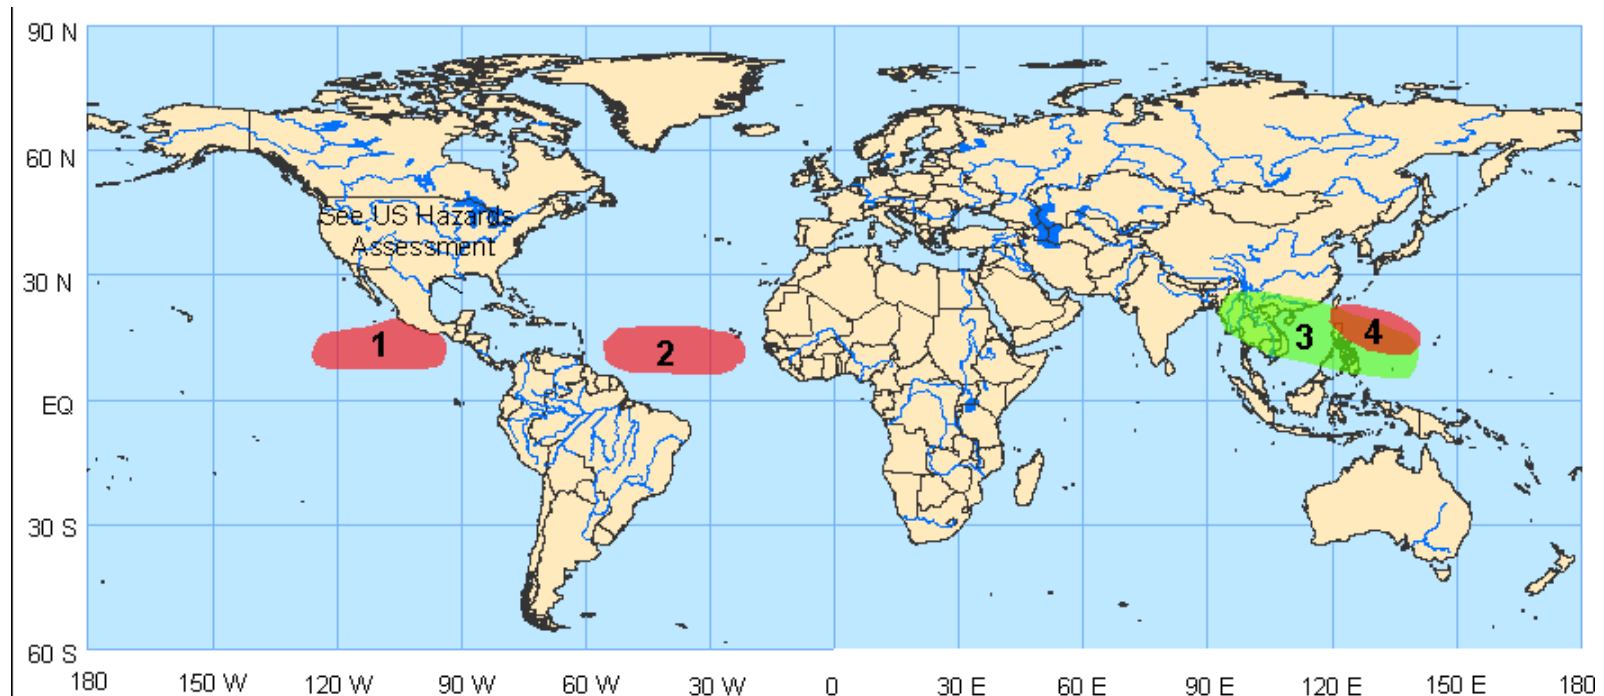 90 N
60 N
See US Hazards
Assessment
30 N
1
2
3
4
EQ
30 S
60 S
180
150 W
120 W
90 W
60 W
30 W
0
30 E
60 E
90 E
120 E
150 E
180